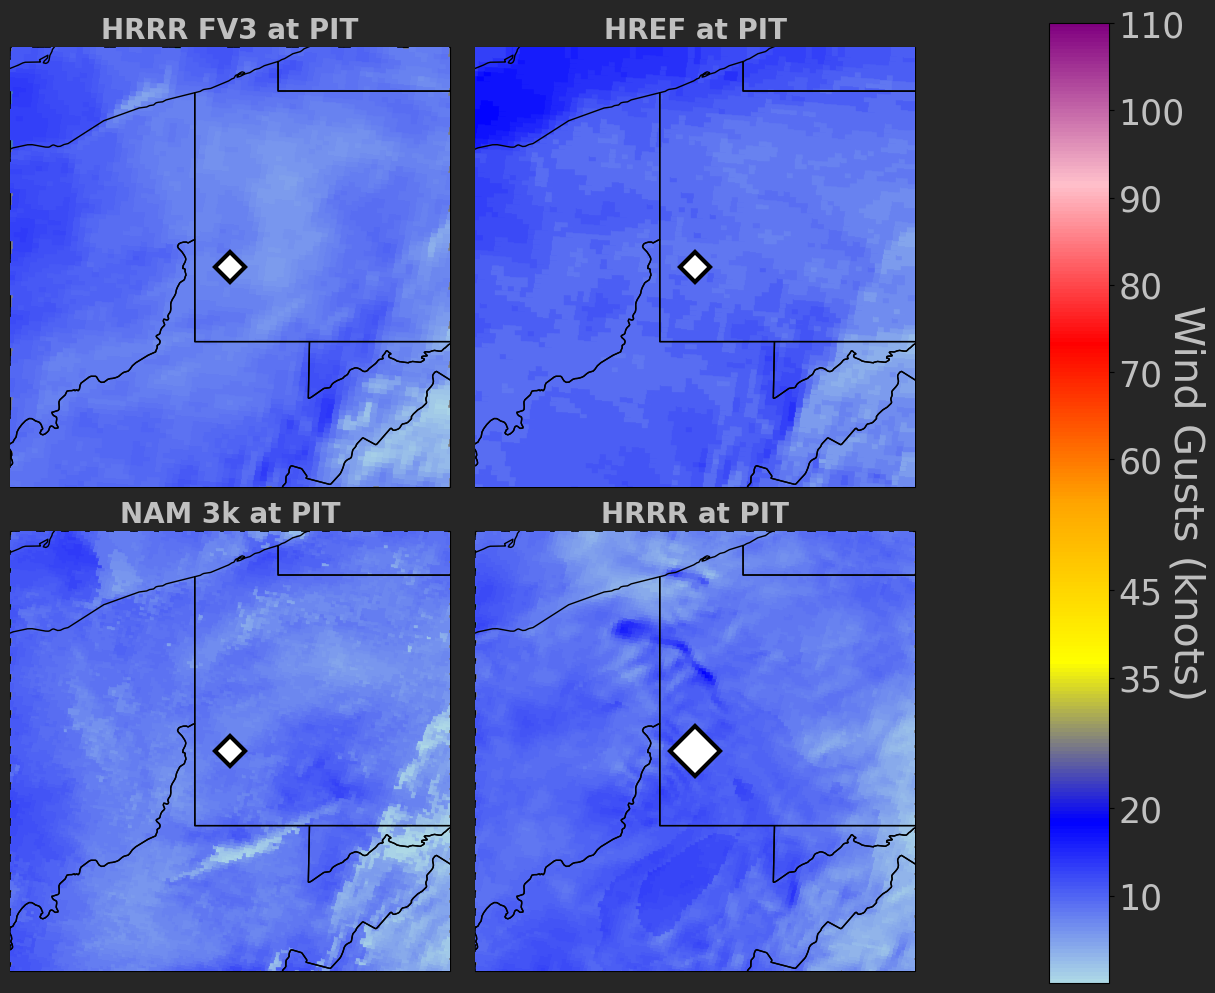 HRRR FV3 at PIT
HREF at PIT
NAM 3k at PIT
HRRR at PIT
110
100
90
80
70
60
45
35
20
10
Wind Gusts (knots)